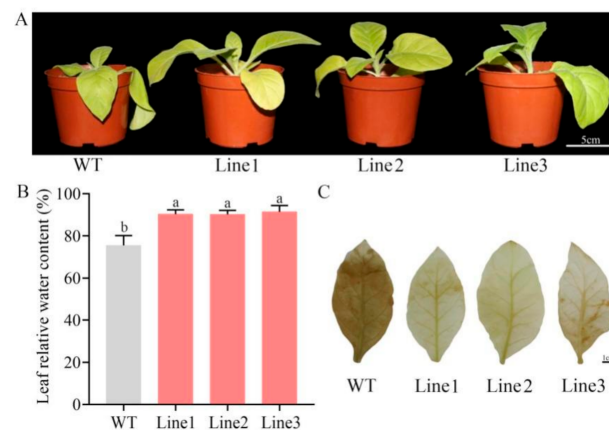 A
WT Line1 Line2 Line3
5cm
B
Leaf relative water content (%)
100
80
60
40
20
0
b a a a
WT Line1 Line2 Line3
C
WT Line1 Line2 Line3